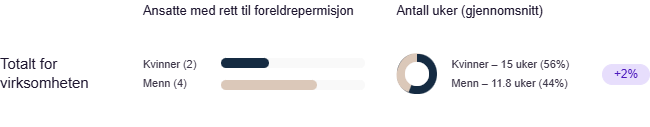 Ansatte med rett til foreldrepermisjon
Antall uker (gjennomsnitt)
Totalt for
virksomheten
Kvinner (2)
Menn (4)
Kvinner – 15 uker (56%)
Menn – 11.8 uker (44%)
+2%